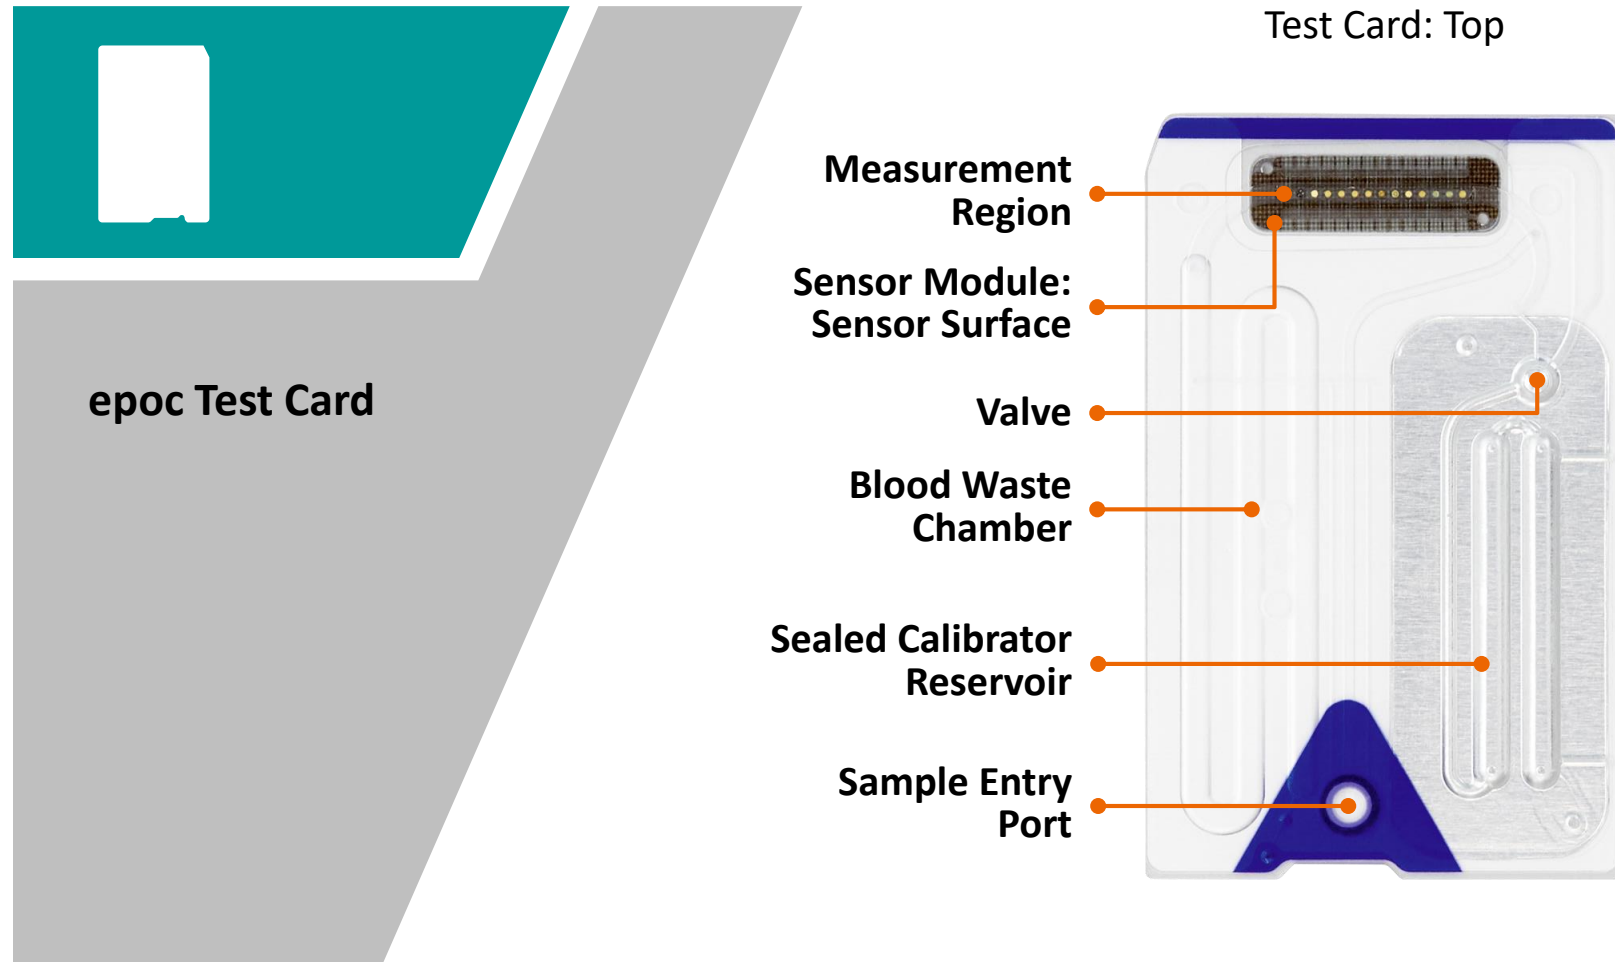 Test Card: Top
epoc Test Card
Measurement
Region
Sensor Module:
Sensor Surface
Valve
Blood Waste
Chamber
Sealed Calibrator
Reservoir
Sample Entry
Port